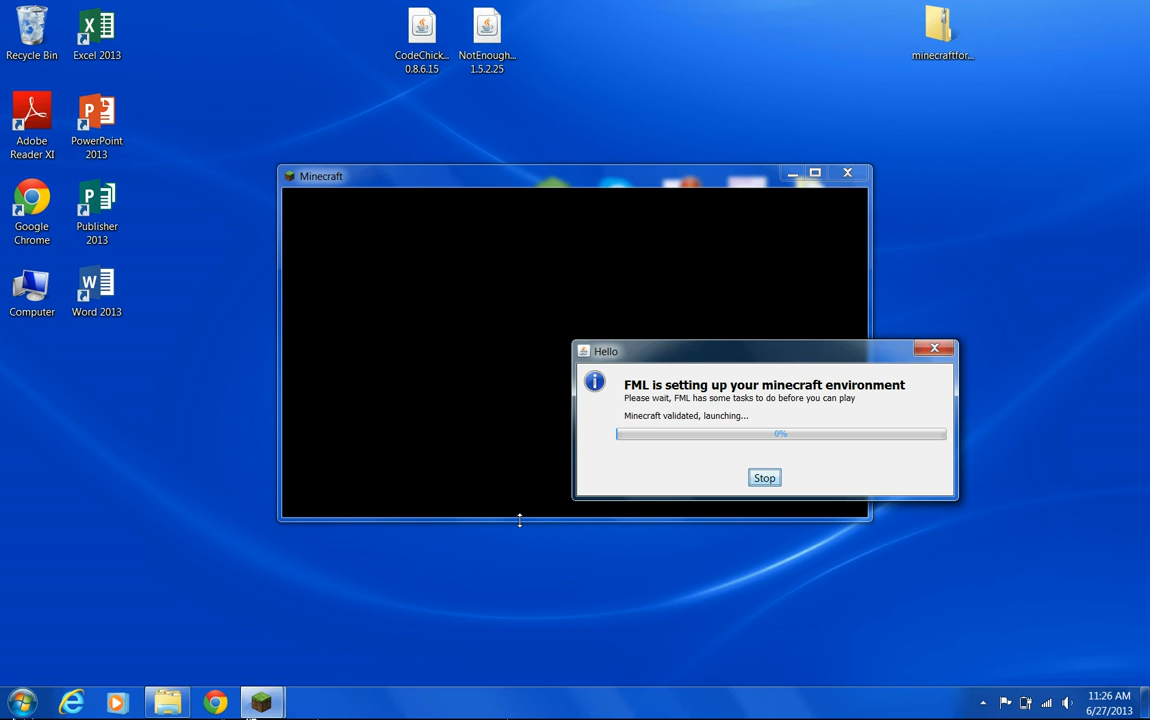 Recycle Bin
Excel 2013
CodeChick...
0.8.6.15
NotEnough...
1.5.2.25
minecraftfor...
Adobe
Reader XI
PowerPoint
2013
Google
Chrome
Publisher
2013
Computer
Word 2013
Minecraft
Hello
FML is setting up your minecraft environment
Please wait, FML has some tasks to do before you can play
Minecraft validated, launching...
0%
Stop
11:26 AM
6/27/2013